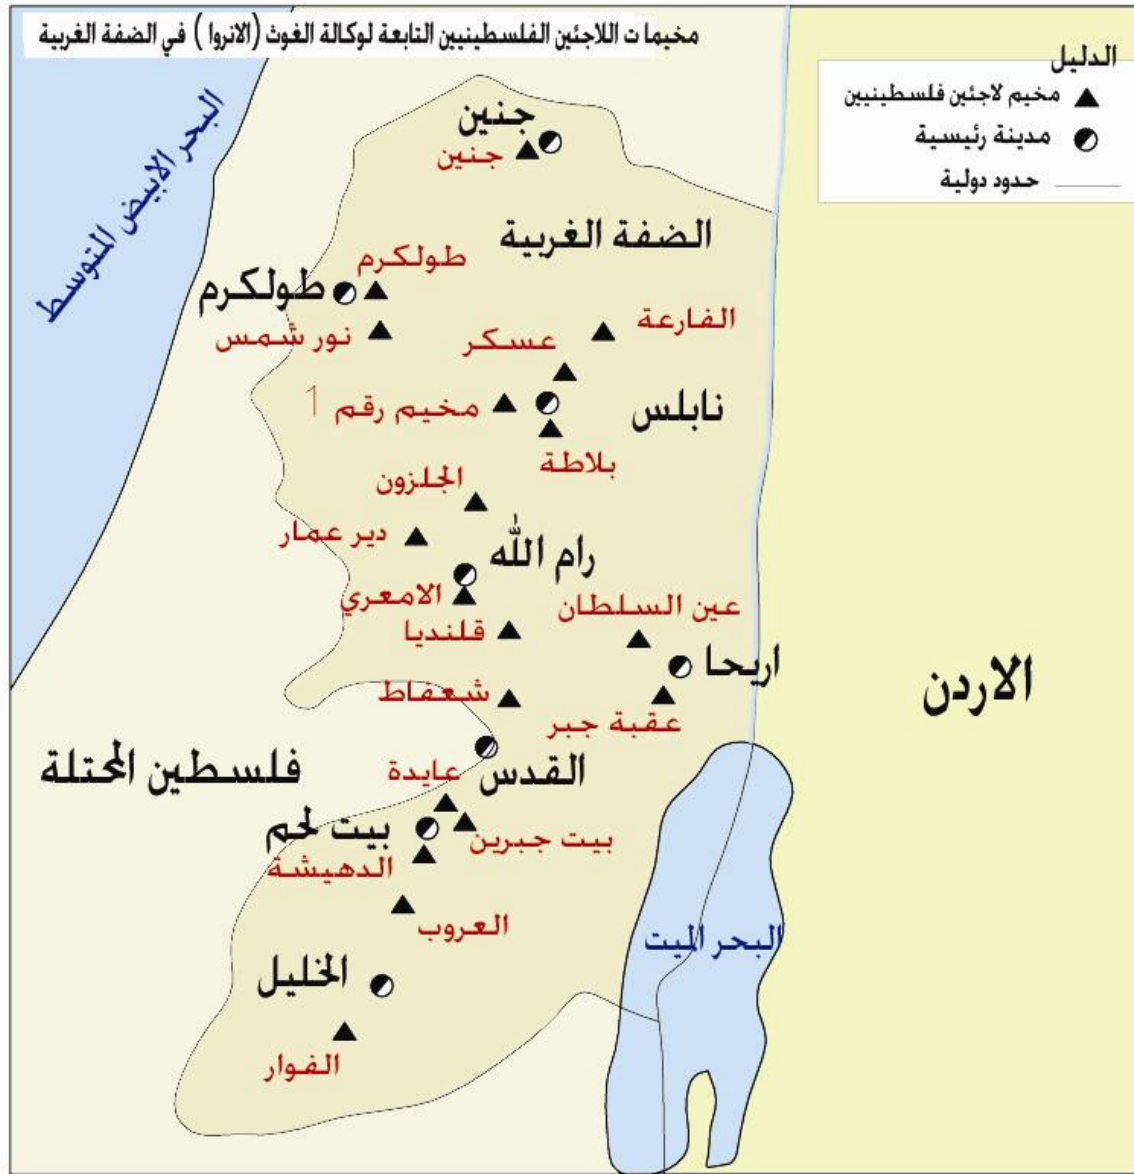 مخيمات اللاجئين الفلسطينيين التابعة لوكالة الغوث (الانروا ) في الضفة الغربية
الدليل
مخيم لاجئين فلسطينيين
مدينة رئيسية
حدود دولية
البحر الابيض المتوسط
جنين
جنين
الضفة الغربية
طولكرم
طولكرم
نور شمس
الفارعة
عسكر
نابلس
مخيم رقم 1
بلاطة
الجلزون
دير عمار
رام الله
الامعري
عين السلطان
قلنديا
اريحا
الاردن
شعفاط
عقبة جبر
فلسطين المحتلة
القدس
عايدة
بيت لحم
بيت جبرين
الدهيشة
العروب
البحر الميت
الخليل
الفوار